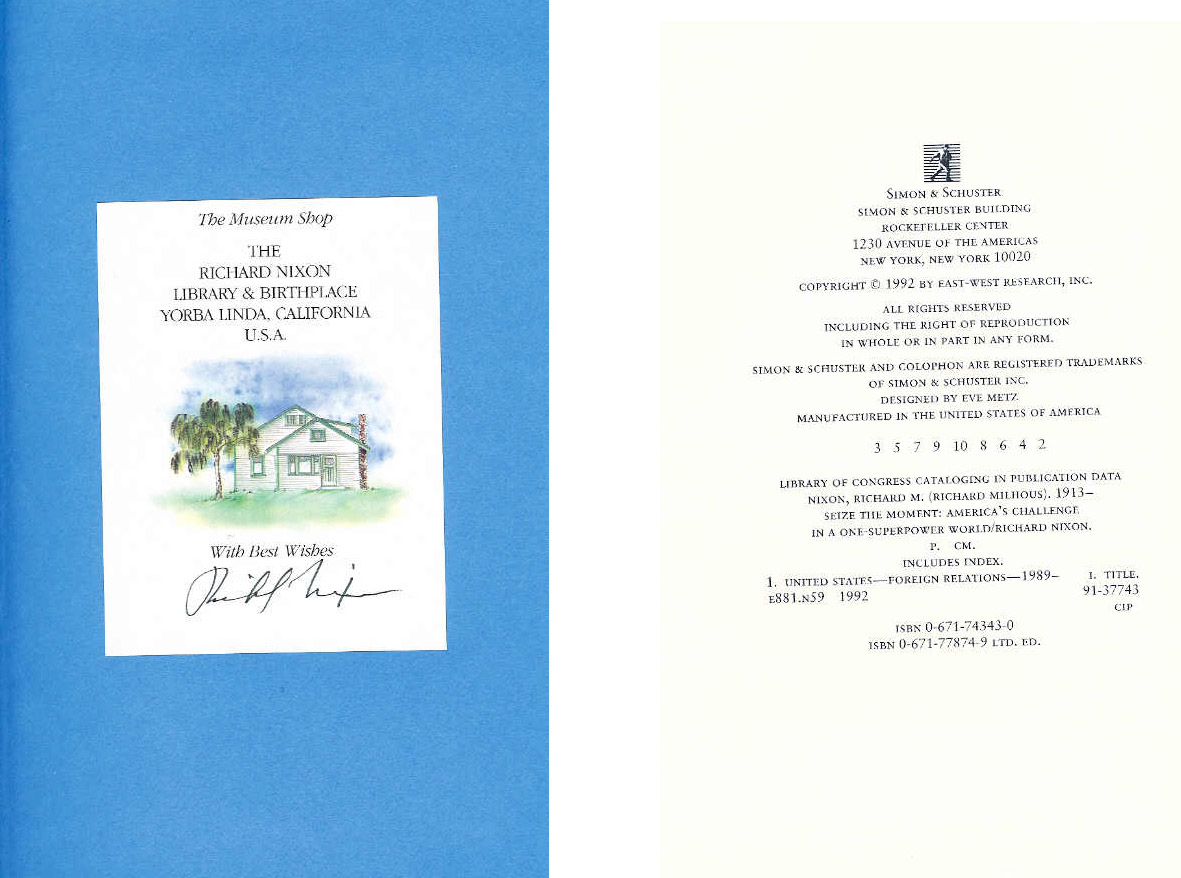 The Museum Shop
THE
RICHARD NIXON
LIBRARY & BIRTHPLACE
YORBA LINDA, CALIFORNIA
U.S.A.
With Best Wishes
Richard Nixon
SIMON & SCHUSTER
SIMON & SCHUSTER BUILDING
ROCKEFELLER CENTER
1230 AVENUE OF THE AMERICAS
NEW YORK, NEW YORK 10020
COPYRIGHT © 1992 BY EAST-WEST RESEARCH, INC.
ALL RIGHTS RESERVED
INCLUDING THE RIGHT OF REPRODUCTION
IN WHOLE OR IN PART IN ANY FORM.
SIMON & SCHUSTER AND COLOPHON ARE REGISTERED TRADEMARKS
OF SIMON & SCHUSTER INC.
DESIGNED BY EVE METZ
MANUFACTURED IN THE UNITED STATES OF AMERICA
3 5 7 9 10 8 6 4 2
LIBRARY OF CONGRESS CATALOGING IN PUBLICATION DATA
NIXON, RICHARD M. (RICHARD MILHOUS), 1913–
SEIZE THE MOMENT: AMERICA'S CHALLENGE
IN A ONE-SUPERPOWER WORLD/RICHARD NIXON.
P. CM.
INCLUDES INDEX.
1. UNITED STATES—FOREIGN RELATIONS—1989– I. TITLE.
E881.N59 1992 91-37743
CIP
ISBN 0-671-74343-0
ISBN 0-671-77874-9 LTD. ED.